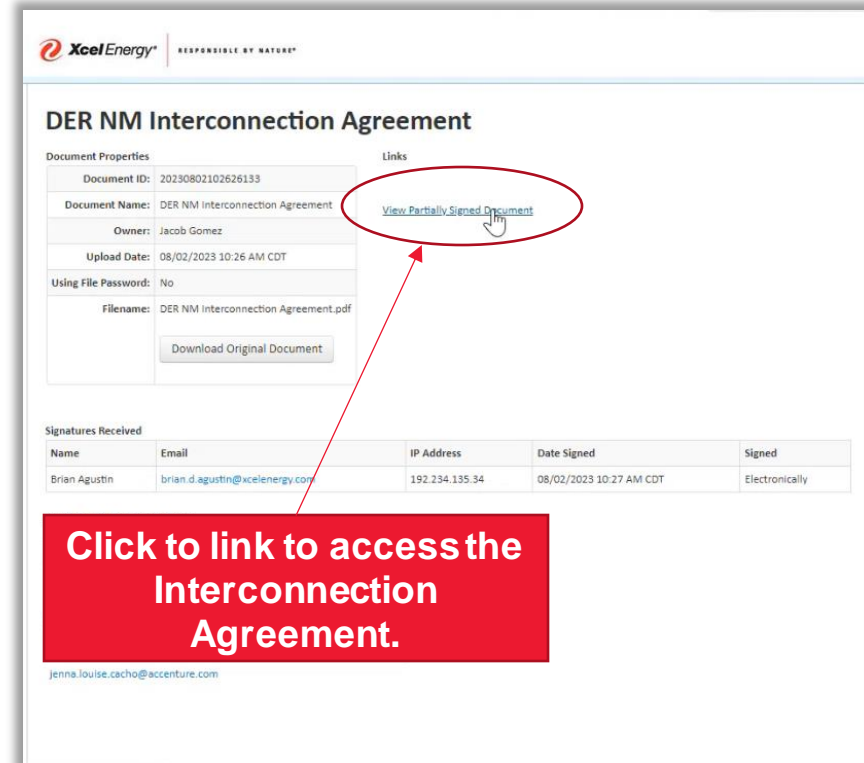 Xcel Energy® RESPONSIBLE BY NATURE®
DER NM Interconnection Agreement
Document Properties
Links
Document ID: 20230802102626133
Document Name: DER NM Interconnection Agreement
View Partially Signed Document
Owner: Jacob Gomez
Upload Date: 08/02/2023 10:26 AM CDT
Using File Password: No
Filename: DER NM Interconnection Agreement.pdf
Download Original Document
Signatures Received
Name Email IP Address Date Signed Signed
Brian Agustin brian.d.agustin@xcelenergy.com 192.234.135.34 08/02/2023 10:27 AM CDT Electronically
Click to link to access the
Interconnection
Agreement.
jenna.louise.cacho@accenture.com